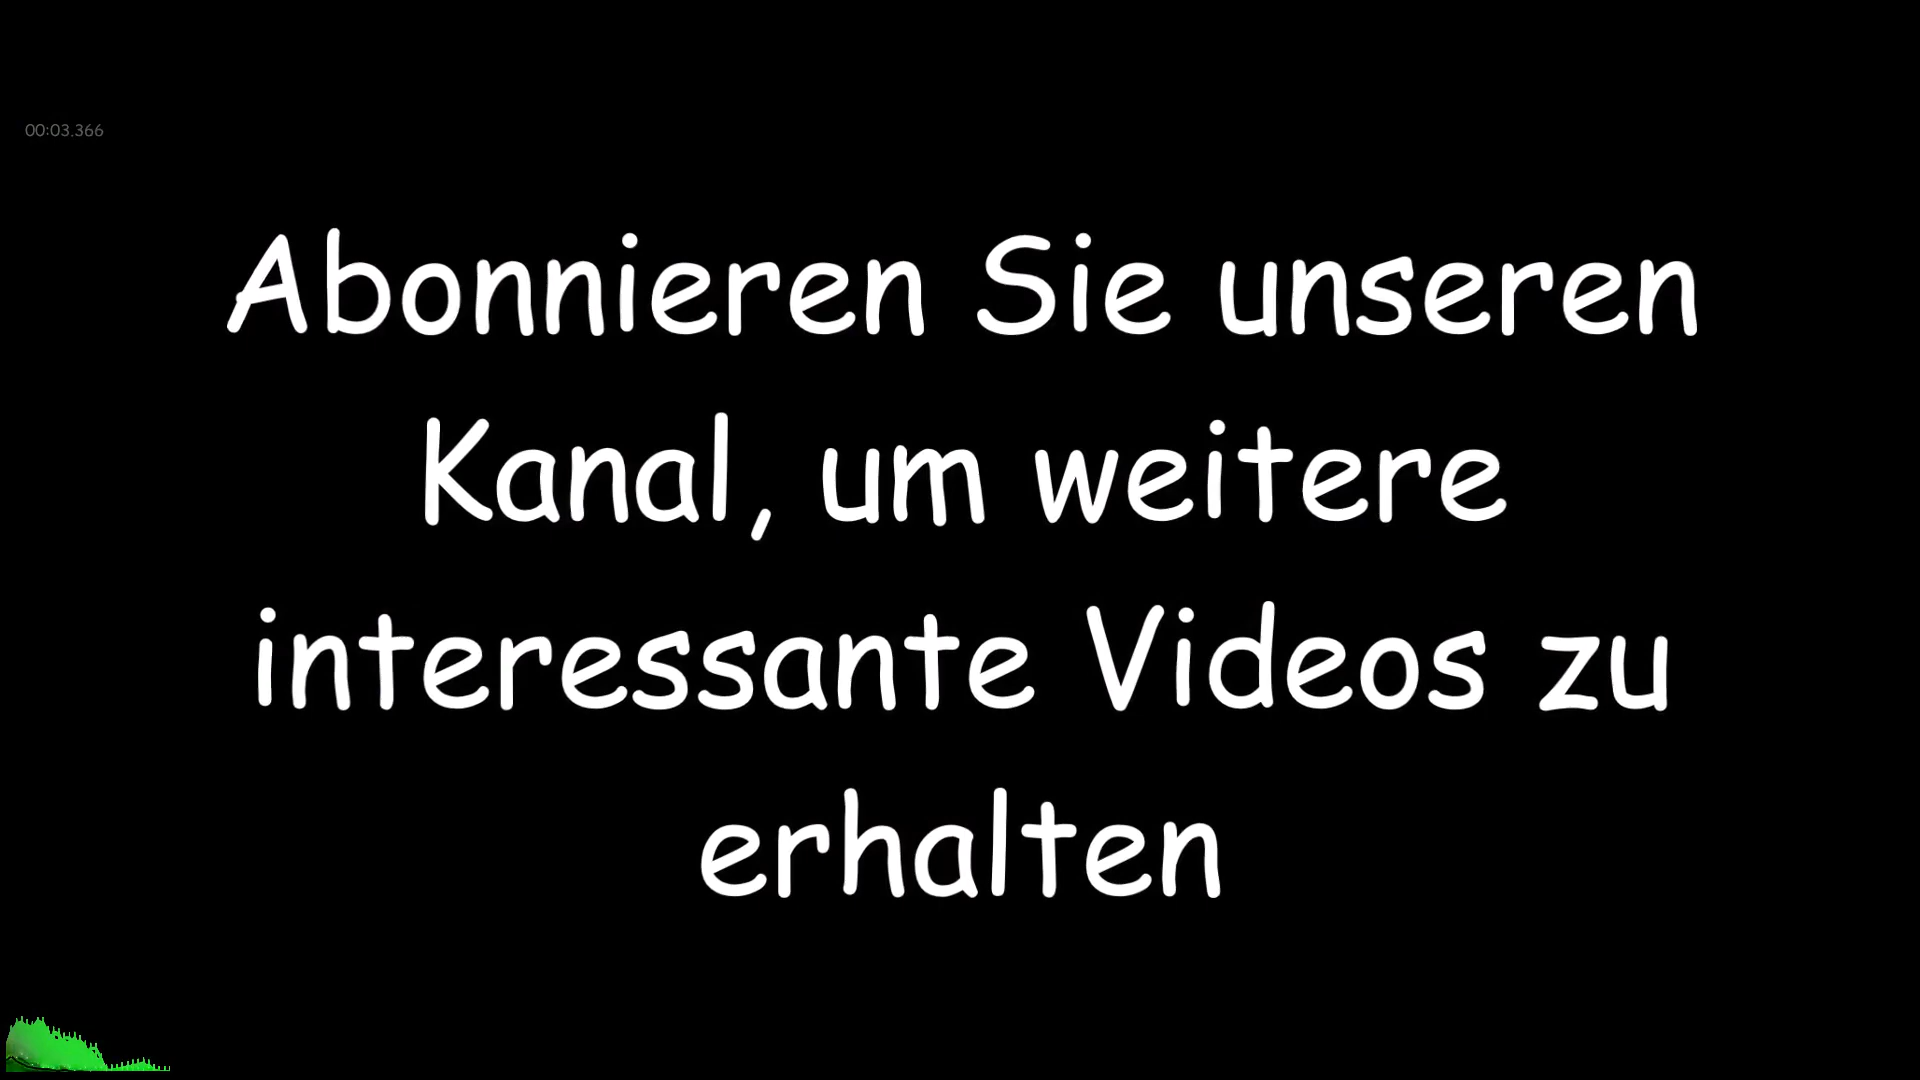 00:03.366
Abonnieren Sie unseren
Kanal, um weitere
interessante Videos zu
erhalten